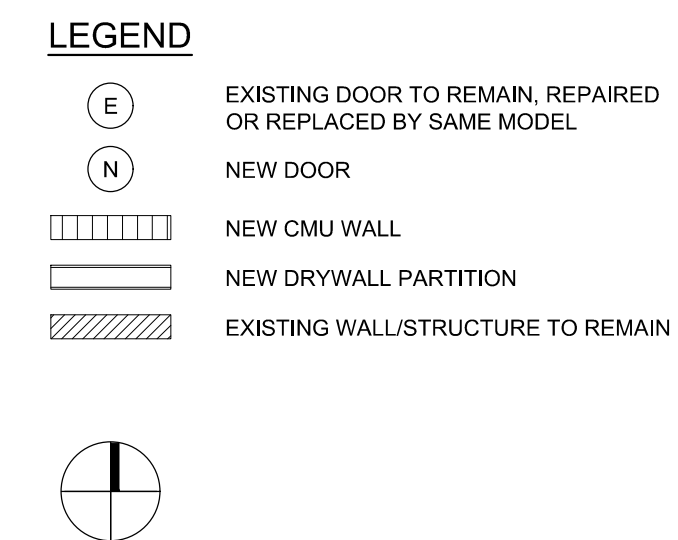 LEGEND
E
EXISTING DOOR TO REMAIN, REPAIRED
OR REPLACED BY SAME MODEL
N
NEW DOOR
NEW CMU WALL
NEW DRYWALL PARTITION
EXISTING WALL/STRUCTURE TO REMAIN